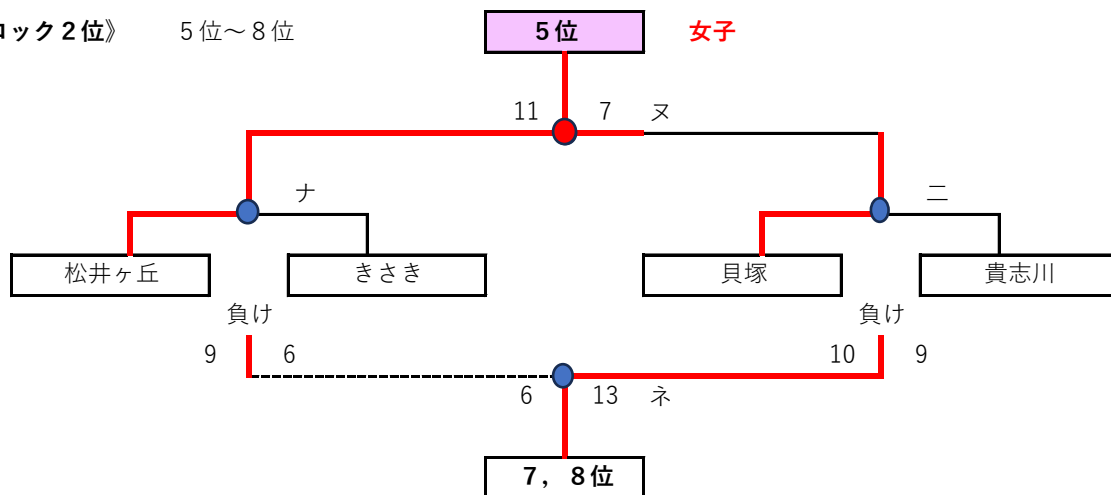 ロック２位》 ５位～８位 ５位 女子
11 7 ヌ
ナ ニ
松井ヶ丘 きさき 貝塚 貴志川
負け 負け
9 6 10 9
6 13 ネ
７，８位